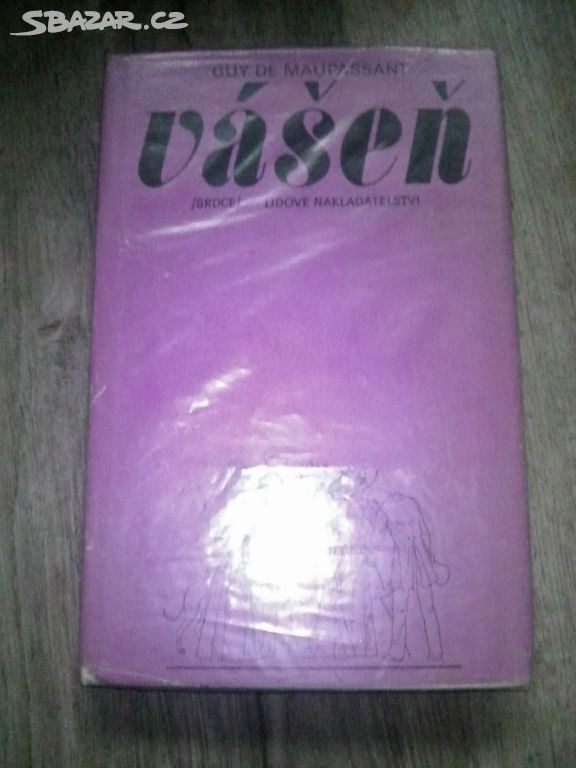 SBAZAR.CZ
GUY DE MAUPASSANT
vášeň
/SRDCE/ LIDOVÉ NAKLADATELSTVÍ